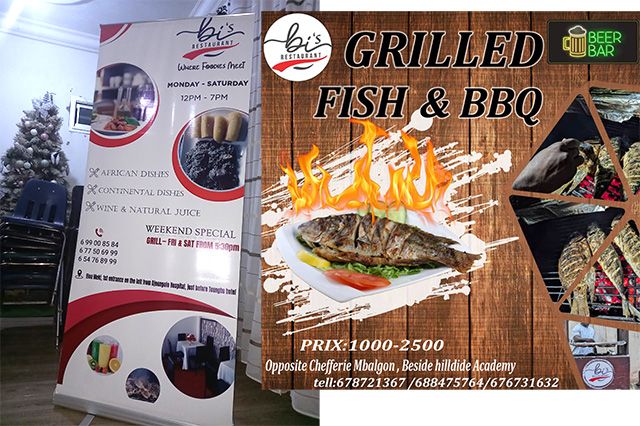 bi's
RESTAURANT
WHERE FOODIES MEET
MONDAY - SATURDAY
12PM - 7PM
AFRICAN DISHES
CONTINENTAL DISHES
WINE & NATURAL JUICE
WEEKEND SPECIAL
GRILL- FRI & SAT FROM 5:30pm
6 99 00 85 84
6 77 50 69 99
6 54 76 89 99
bi's
RESTAURANT
GRILLED
FISH & BBQ
BEER
BAR
PRIX:1000-2500
Opposite Chefferie Mbalgon , Beside hilldide Academy
tell:678721367 /688475764/676731632
bi's